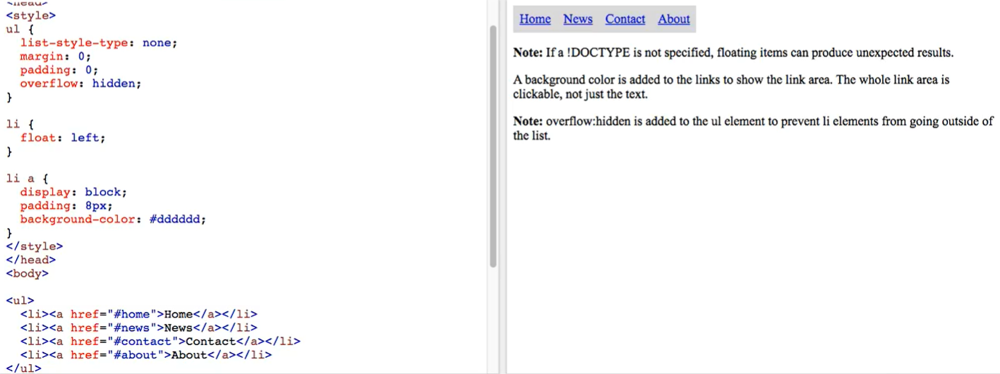 <head>
<style>
ul {
  list-style-type: none;
  margin: 0;
  padding: 0;
  overflow: hidden;
}

li {
  float: left;
}

li a {
  display: block;
  padding: 8px;
  background-color: #dddddd;
}
</style>
</head>
<body>

<ul>
  <li><a href="#home">Home</a></li>
  <li><a href="#news">News</a></li>
  <li><a href="#contact">Contact</a></li>
  <li><a href="#about">About</a></li>
</ul>
Home News Contact About
Note: If a !DOCTYPE is not specified, floating items can produce unexpected results.
A background color is added to the links to show the link area. The whole link area is
clickable, not just the text.
Note: overflow:hidden is added to the ul element to prevent li elements from going outside of
the list.